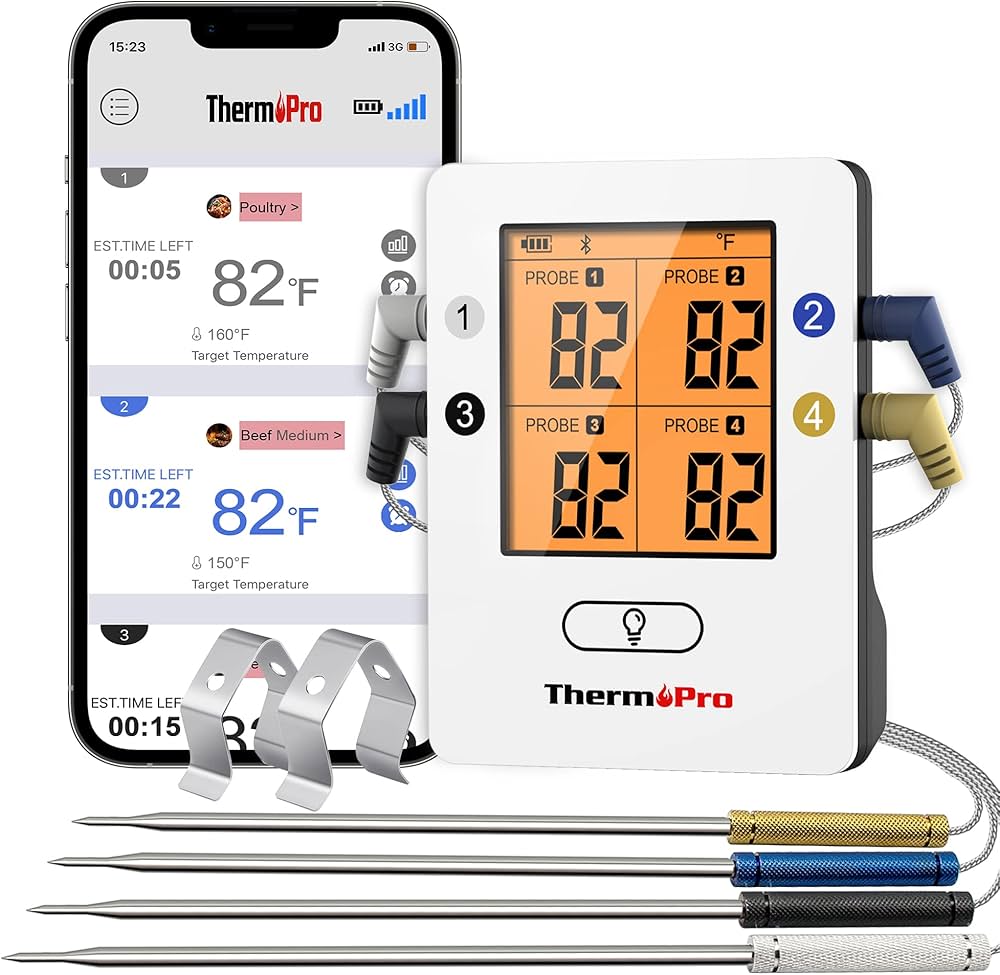 15:23
3G
ThermoPro
1
Poultry >
EST.TIME LEFT
00:05
82°F
160°F
Target Temperature
2
Beef Medium >
EST.TIME LEFT
00:22
82°F
150°F
Target Temperature
3
00:15
°F
PROBE 1
PROBE 2
82
82
PROBE 3
PROBE 4
82
82
1
2
3
4
ThermoPro